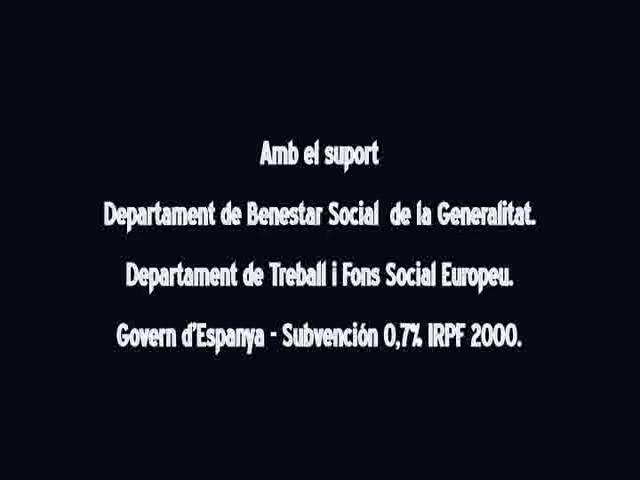 Amb el suport
Departament de Benestar Social de la Generalitat.
Departament de Treball i Fons Social Europeu.
Govern d'Espanya - Subvención 0,7% IRPF 2000.